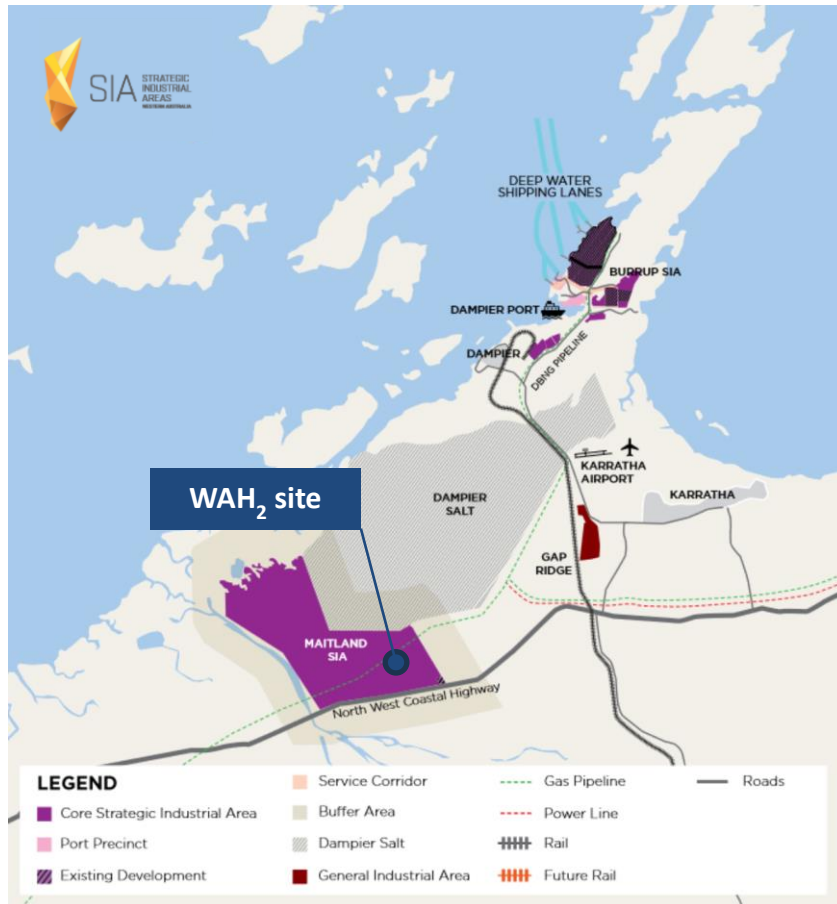 SIA
STRATEGIC
INDUSTRIAL
AREAS
WESTERN AUSTRALIA
DEEP WATER
SHIPPING LANES
BURRUP SIA
DAMPIER PORT
DAMPIER
DBNG PIPELINE
KARRATHA
AIRPORT
KARRATHA
DAMPIER
SALT
WAH₂ site
GAP
RIDGE
MAITLAND
SIA
North West Coastal Highway
LEGEND
Core Strategic Industrial Area
Port Precinct
Existing Development
Service Corridor
Buffer Area
Dampier Salt
General Industrial Area
Gas Pipeline
Power Line
Rail
Future Rail
Roads